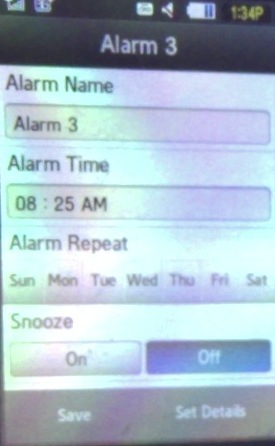 1:34P
Alarm 3
Alarm Name
Alarm 3
Alarm Time
08 : 25 AM
Alarm Repeat
Sun Mon Tue Wed Thu Fri Sat
Snooze
On Off
Save Set Details